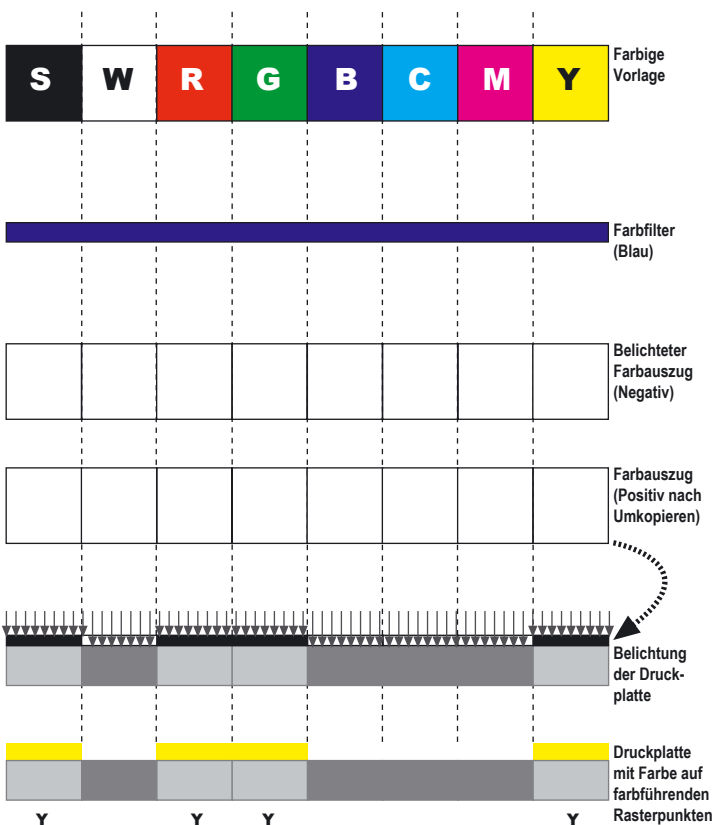 S W R G B C M Y
Farbige
Vorlage
Farbfilter
(Blau)
Belichteter
Farbauszug
(Negativ)
Farbauszug
(Positiv nach
Umkopieren)
Belichtung
der Druck-
platte
Druckplatte
mit Farbe auf
farbführenden
Rasterpunkten
Y Y Y Y